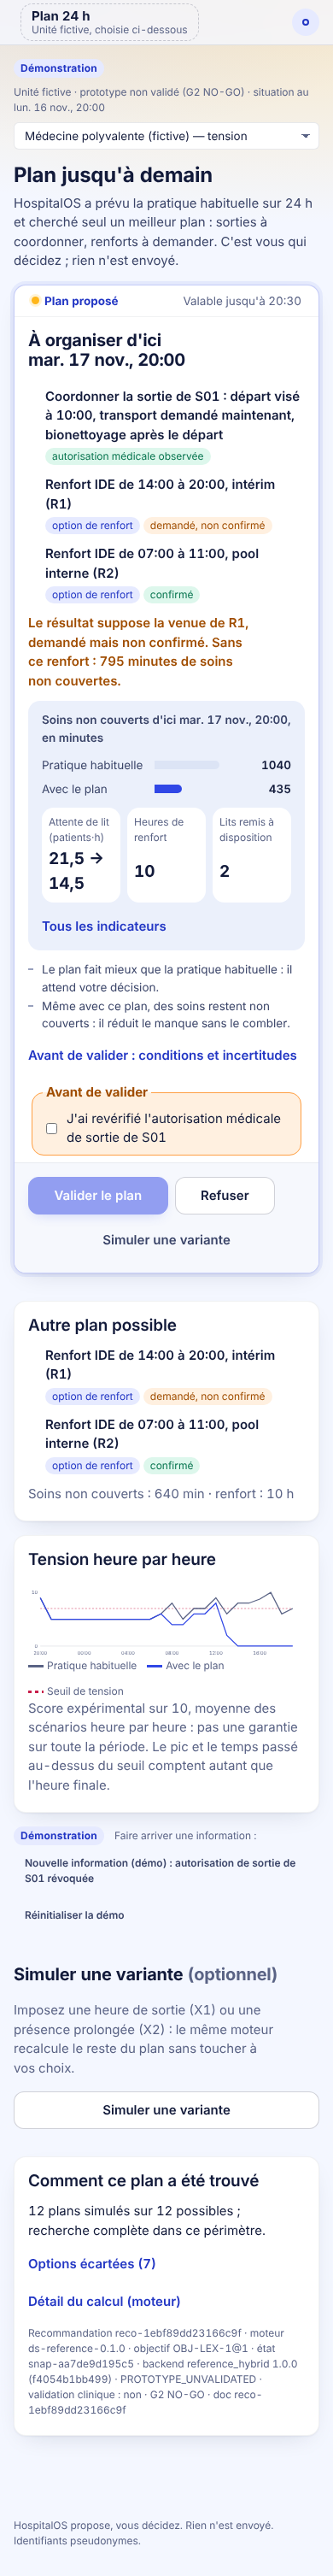 Plan 24 h
Unité fictive, choisie ci-dessous
Démonstration
Unité fictive · prototype non validé (G2 NO-GO) · situation au
lun. 16 nov., 20:00
Médecine polyvalente (fictive) — tension
Plan jusqu'à demain
HospitalOS a prévu la pratique habituelle sur 24 h
et cherché seul un meilleur plan : sorties à
coordonner, renforts à demander. C'est vous qui
décidez ; rien n'est envoyé.
Plan proposé
Valable jusqu'à 20:30
À organiser d'ici
mar. 17 nov., 20:00
Coordonner la sortie de S01 : départ visé
à 10:00, transport demandé maintenant,
bionettoyage après le départ
autorisation médicale observée
Renfort IDE de 14:00 à 20:00, intérim
(R1)
option de renfort demandé, non confirmé
Renfort IDE de 07:00 à 11:00, pool
interne (R2)
option de renfort confirmé
Le résultat suppose la venue de R1,
demandé mais non confirmé. Sans
ce renfort : 795 minutes de soins
non couvertes.
Soins non couverts d'ici mar. 17 nov., 20:00,
en minutes
Pratique habituelle 1040
Avec le plan 435
Attente de lit
(patients·h)
21,5 →
14,5
Heures de
renfort
10
Lits remis à
disposition
2
Tous les indicateurs
– Le plan fait mieux que la pratique habituelle : il
attend votre décision.
– Même avec ce plan, des soins restent non
couverts : il réduit le manque sans le combler.
Avant de valider : conditions et incertitudes
Avant de valider
J'ai revérifié l'autorisation médicale
de sortie de S01
Valider le plan
Refuser
Simuler une variante
Autre plan possible
Renfort IDE de 14:00 à 20:00, intérim
(R1)
option de renfort demandé, non confirmé
Renfort IDE de 07:00 à 11:00, pool
interne (R2)
option de renfort confirmé
Soins non couverts : 640 min · renfort : 10 h
Tension heure par heure
10
0
20:00 00:00 04:00 08:00 12:00 16:00
Pratique habituelle Avec le plan
Seuil de tension
Score expérimental sur 10, moyenne des
scénarios heure par heure : pas une garantie
sur toute la période. Le pic et le temps passé
au-dessus du seuil comptent autant que
l'heure finale.
Démonstration Faire arriver une information :
Nouvelle information (démo) : autorisation de sortie de
S01 révoquée
Réinitialiser la démo
Simuler une variante (optionnel)
Imposez une heure de sortie (X1) ou une
présence prolongée (X2) : le même moteur
recalcule le reste du plan sans toucher à
vos choix.
Simuler une variante
Comment ce plan a été trouvé
12 plans simulés sur 12 possibles ;
recherche complète dans ce périmètre.
Options écartées (7)
Détail du calcul (moteur)
Recommandation reco-1ebf89dd23166c9f · moteur
ds-reference-0.1.0 · objectif OBJ-LEX-1@1 · état
snap-aa7de9d195c5 · backend reference_hybrid 1.0.0
(f4054b1bb499) · PROTOTYPE_UNVALIDATED ·
validation clinique : non · G2 NO-GO · doc reco-
1ebf89dd23166c9f
HospitalOS propose, vous décidez. Rien n'est envoyé.
Identifiants pseudonymes.